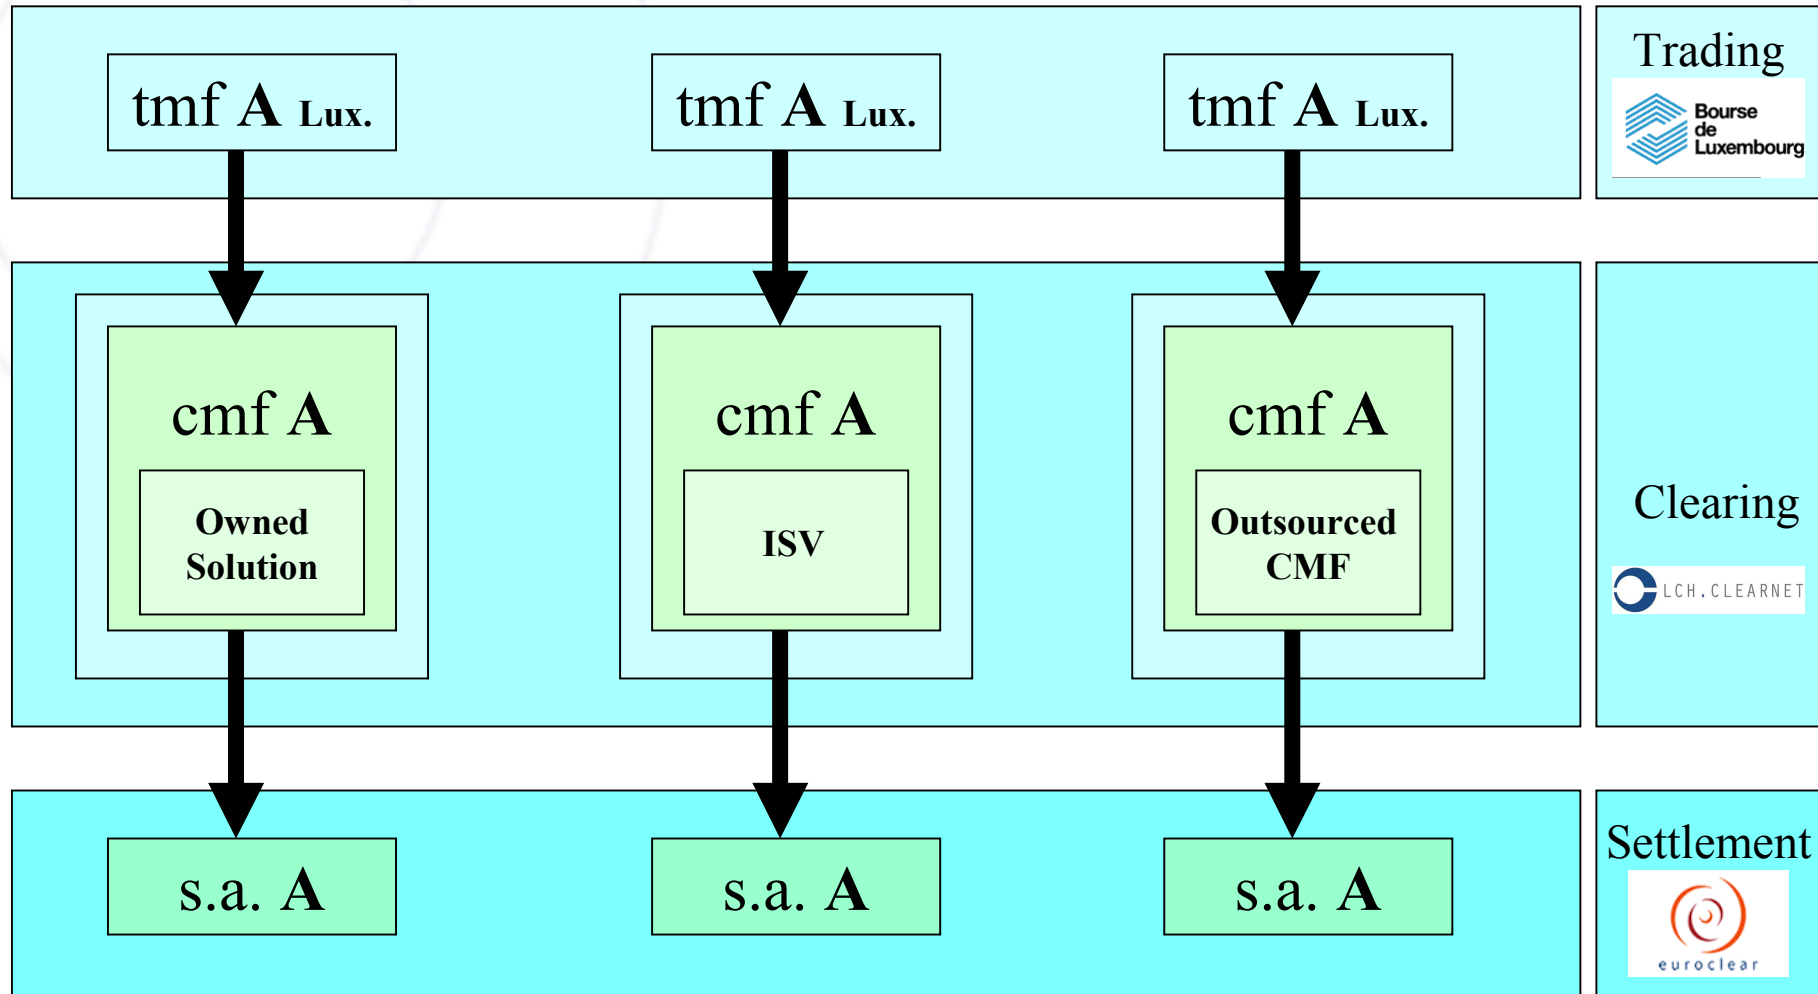 tmf A Lux.
tmf A Lux.
tmf A Lux.
Trading
Bourse
de
Luxembourg
cmf A
Owned
Solution
cmf A
ISV
cmf A
Outsourced
CMF
Clearing
LCH.CLEARNET
s.a. A
s.a. A
s.a. A
Settlement
euroclear